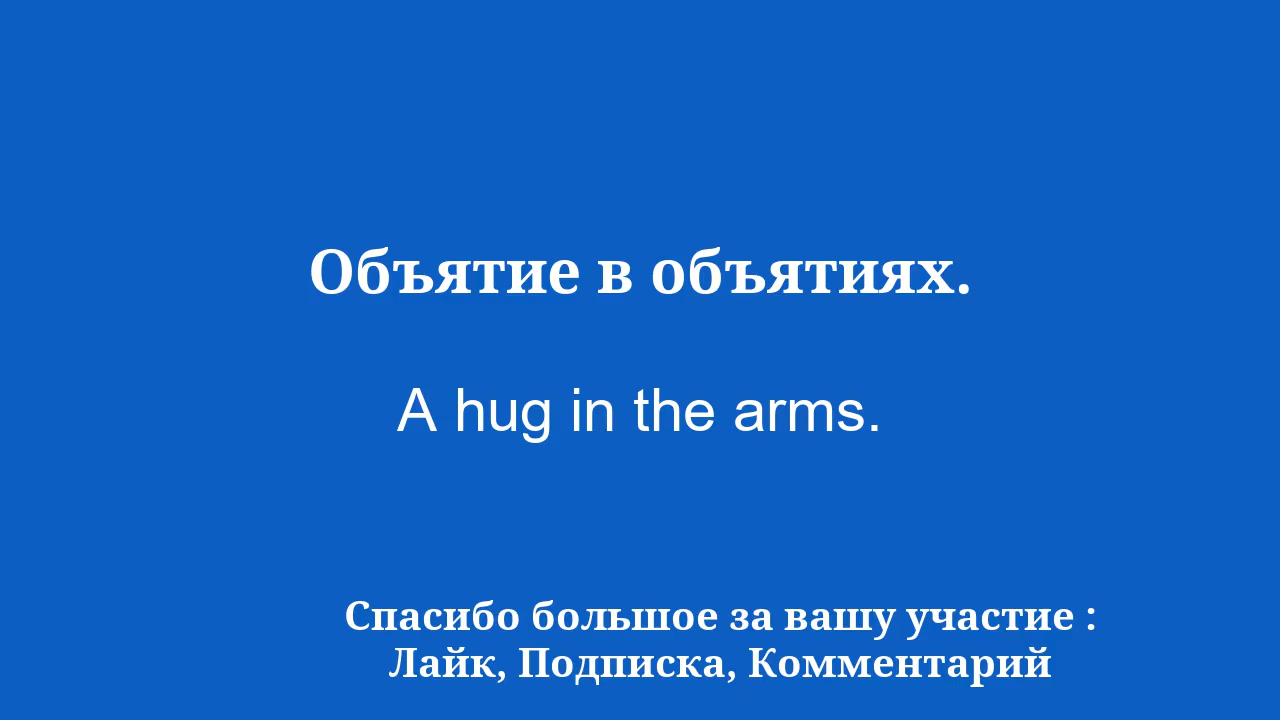 Объятие в объятиях.
A hug in the arms.
Спасибо большое за вашу участие :
Лайк, Подписка, Комментарий